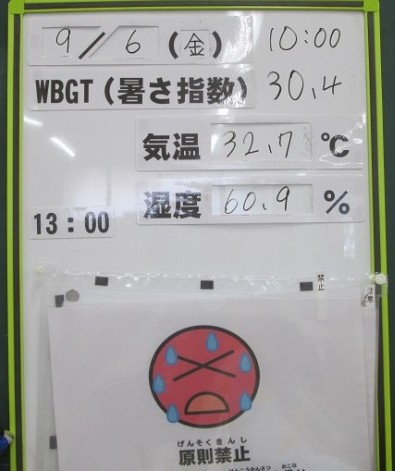 9/6(金) 10:00
WBGT(暑さ指数) 30.4
気温 32.7 ℃
湿度 60.9 %
13:00
禁止
げんそくきんし
原則禁止